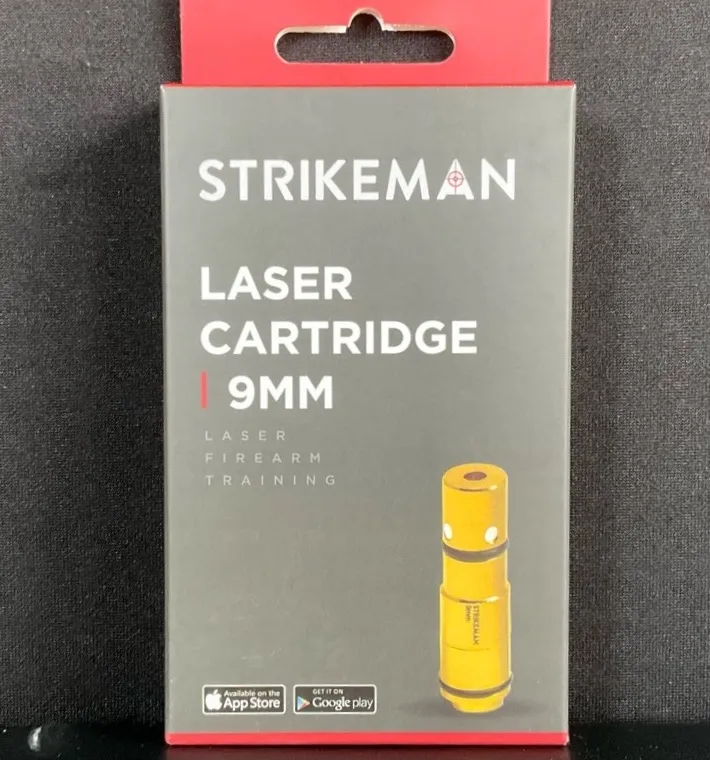 STRIKEMAN
LASER
CARTRIDGE
| 9MM
LASER
FIREARM
TRAINING
STRIKEMAN
9mm
Available on the
App Store
GET IT ON
Google play